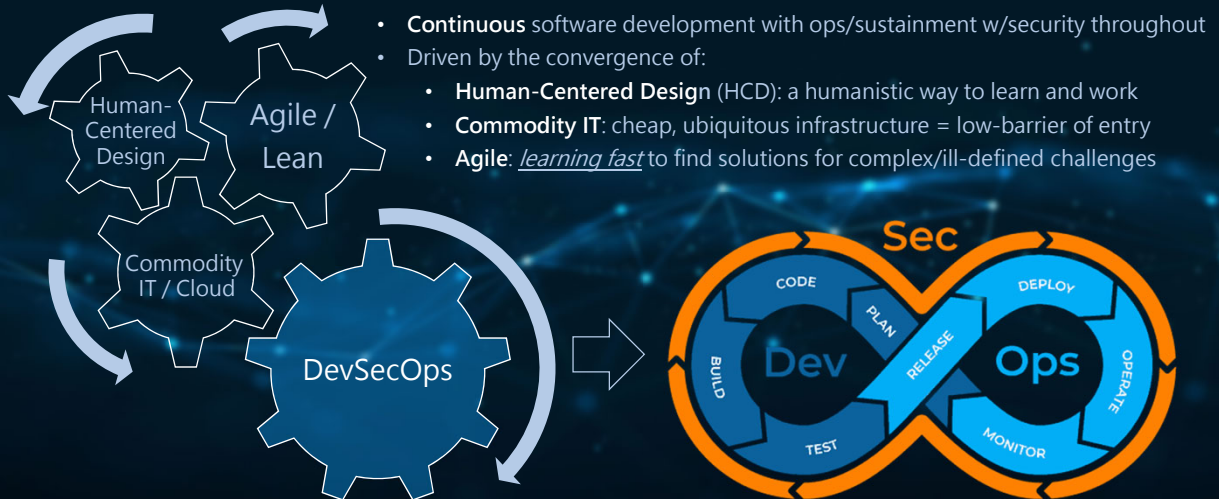 • Continuous software development with ops/sustainment w/security throughout
• Driven by the convergence of:
• Human-Centered Design (HCD): a humanistic way to learn and work
• Commodity IT: cheap, ubiquitous infrastructure = low-barrier of entry
• Agile: learning fast to find solutions for complex/ill-defined challenges
Human-
Centered
Design
Agile /
Lean
Commodity
IT / Cloud
DevSecOps
Sec
Dev
Ops
PLAN
CODE
BUILD
TEST
RELEASE
DEPLOY
OPERATE
MONITOR